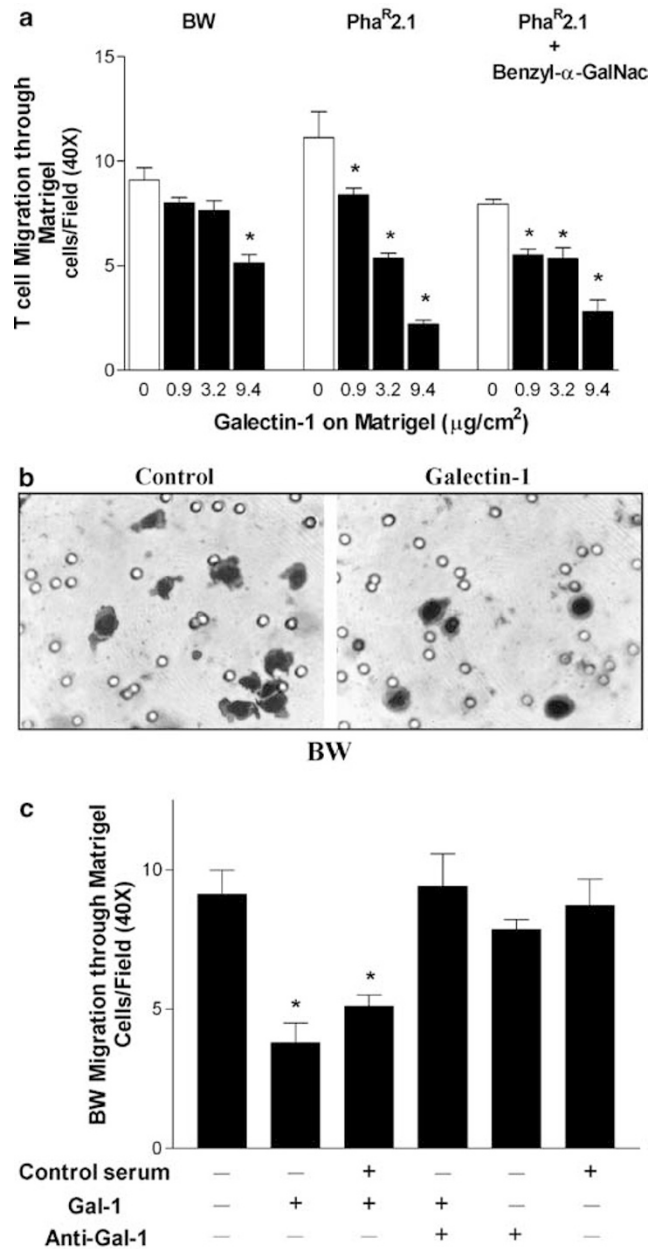 a
BW
Pha^R2.1
Pha^R2.1
+
Benzyl-α-GalNac
T cell Migration through
Matrigel
cells/Field (40X)
10
5
0
*
*
*
*
*
*
*
0 0.9 3.2 9.4 0 0.9 3.2 9.4 0 0.9 3.2 9.4
Galectin-1 on Matrigel (μg/cm²)
b
Control
Galectin-1
BW
c
BW Migration through Matrigel
Cells/Field (40X)
10
5
0
*
*
Control serum — — + — — +
Gal-1 — + + + — —
Anti-Gal-1 — — — + + —